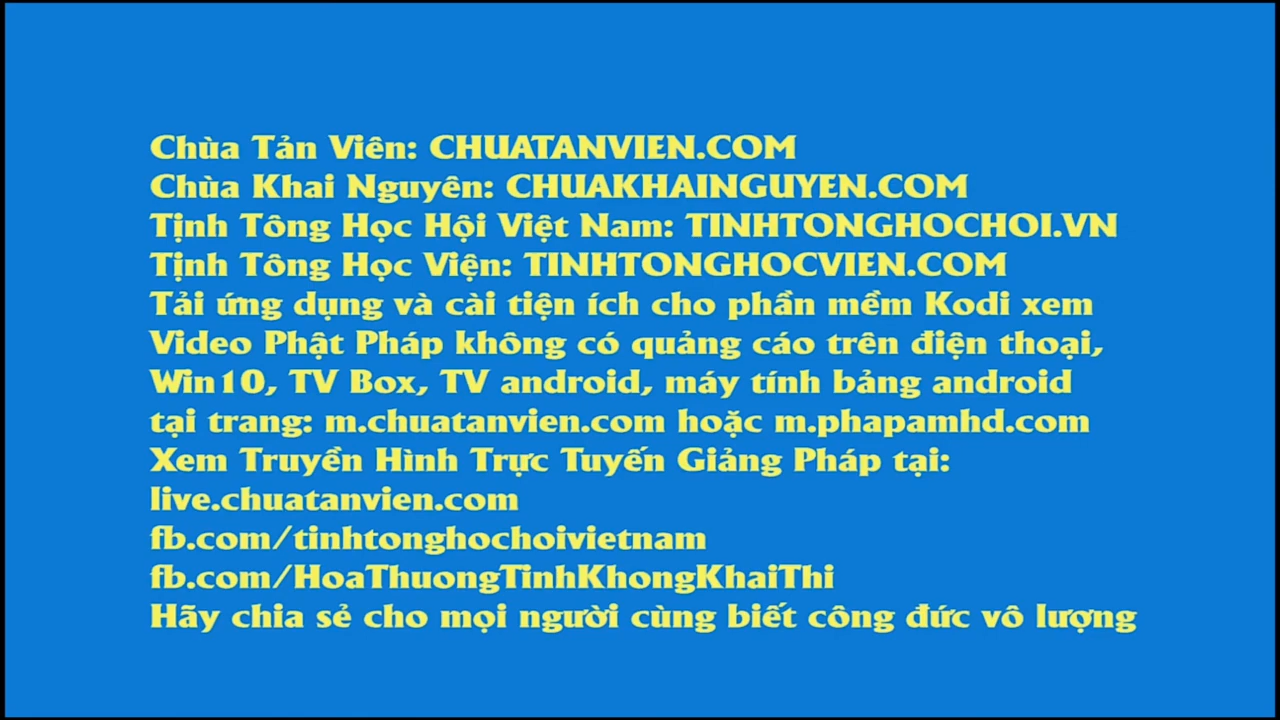 Chùa Tản Viên: CHUATANVIEN.COM
Chùa Khai Nguyên: CHUAKHAINGUYEN.COM
Tịnh Tông Học Hội Việt Nam: TINHTONGHOCHOI.VN
Tịnh Tông Học Viện: TINHTONGHOCVIEN.COM
Tải ứng dụng và cài tiện ích cho phần mềm Kodi xem
Video Phật Pháp không có quảng cáo trên điện thoại,
Win10, TV Box, TV android, máy tính bảng android
tại trang: m.chuatanvien.com hoặc m.phapamhd.com
Xem Truyền Hình Trực Tuyến Giảng Pháp tại:
live.chuatanvien.com
fb.com/tinhtonghochoivietnam
fb.com/HoaThuongTinhKhongKhaiThi
Hãy chia sẻ cho mọi người cùng biết công đức vô lượng